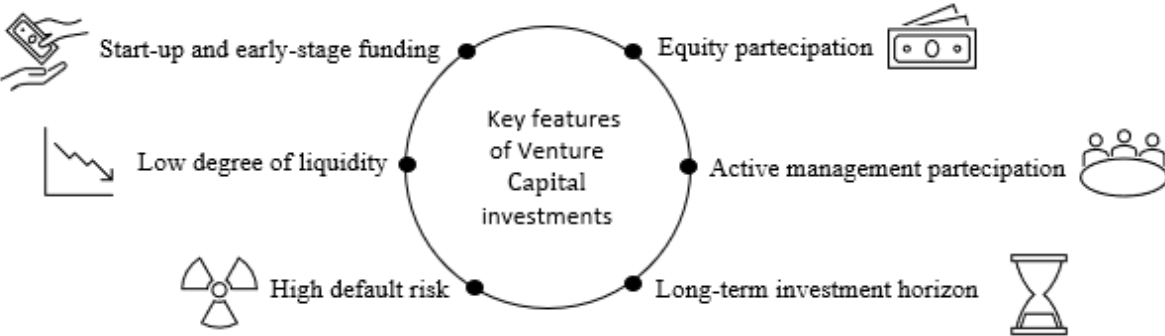 Start-up and early-stage funding
Equity partecipation
Key features
of Venture
Capital
investments
Low degree of liquidity
Active management partecipation
High default risk
Long-term investment horizon